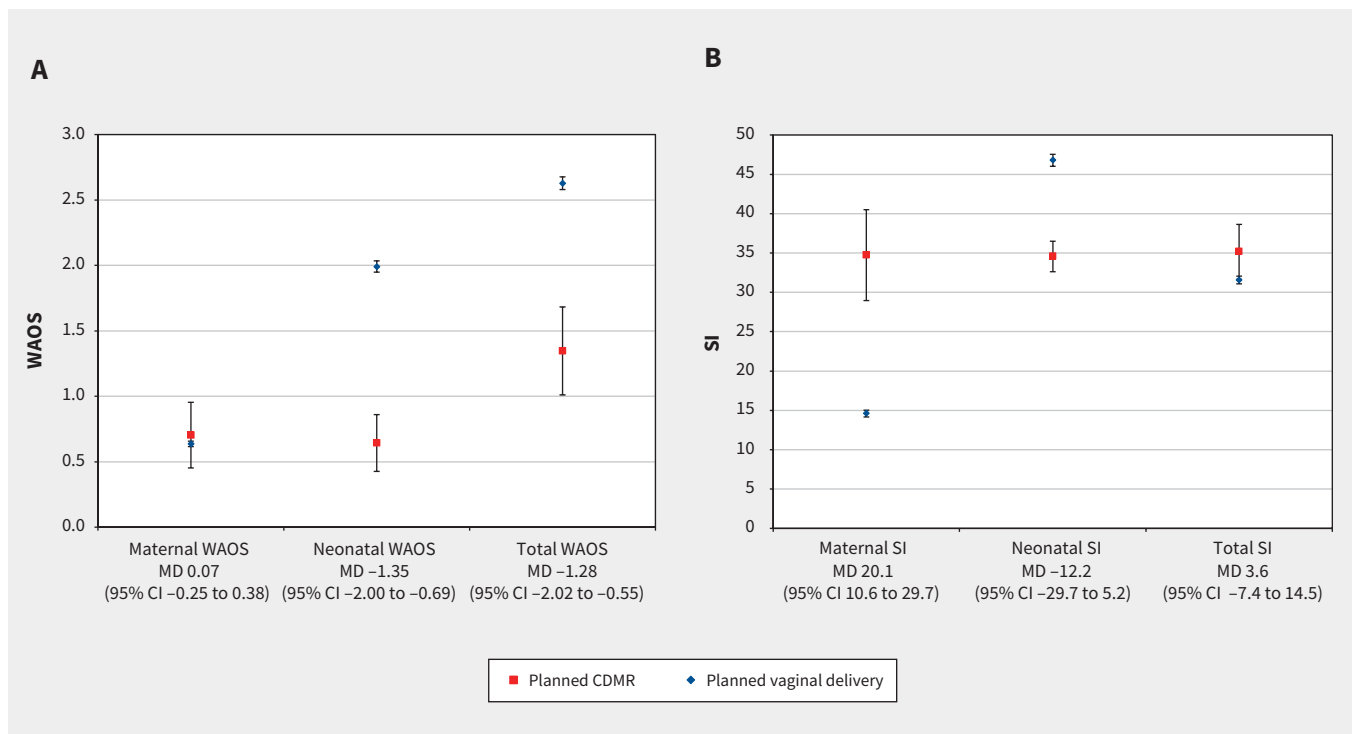 A
WAOS
3.0
2.5
2.0
1.5
1.0
0.5
0.0
Maternal WAOS
MD 0.07
(95% CI –0.25 to 0.38)
Neonatal WAOS
MD –1.35
(95% CI –2.00 to –0.69)
Total WAOS
MD –1.28
(95% CI –2.02 to –0.55)
B
SI
50
45
40
35
30
25
20
15
10
5
0
Maternal SI
MD 20.1
(95% CI 10.6 to 29.7)
Neonatal SI
MD –12.2
(95% CI –29.7 to 5.2)
Total SI
MD 3.6
(95% CI –7.4 to 14.5)
Planned CDMR
Planned vaginal delivery